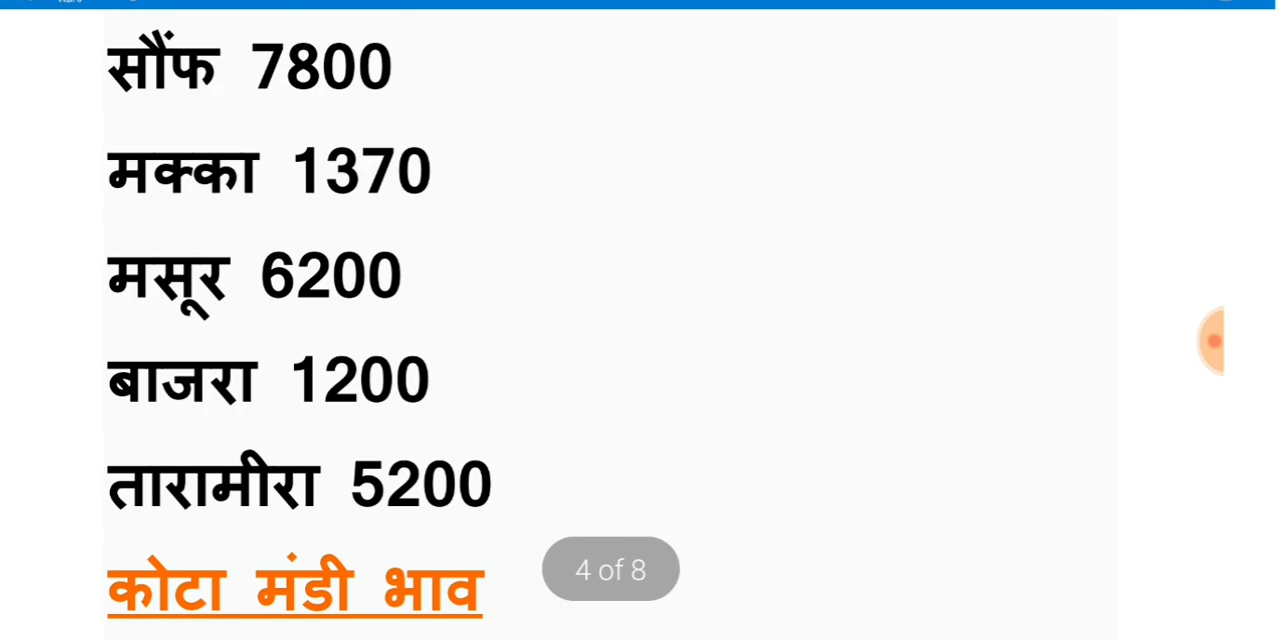 सौंफ 7800
मक्का 1370
मसूर 6200
बाजरा 1200
तारामीरा 5200
कोटा मंडी भाव
4 of 8